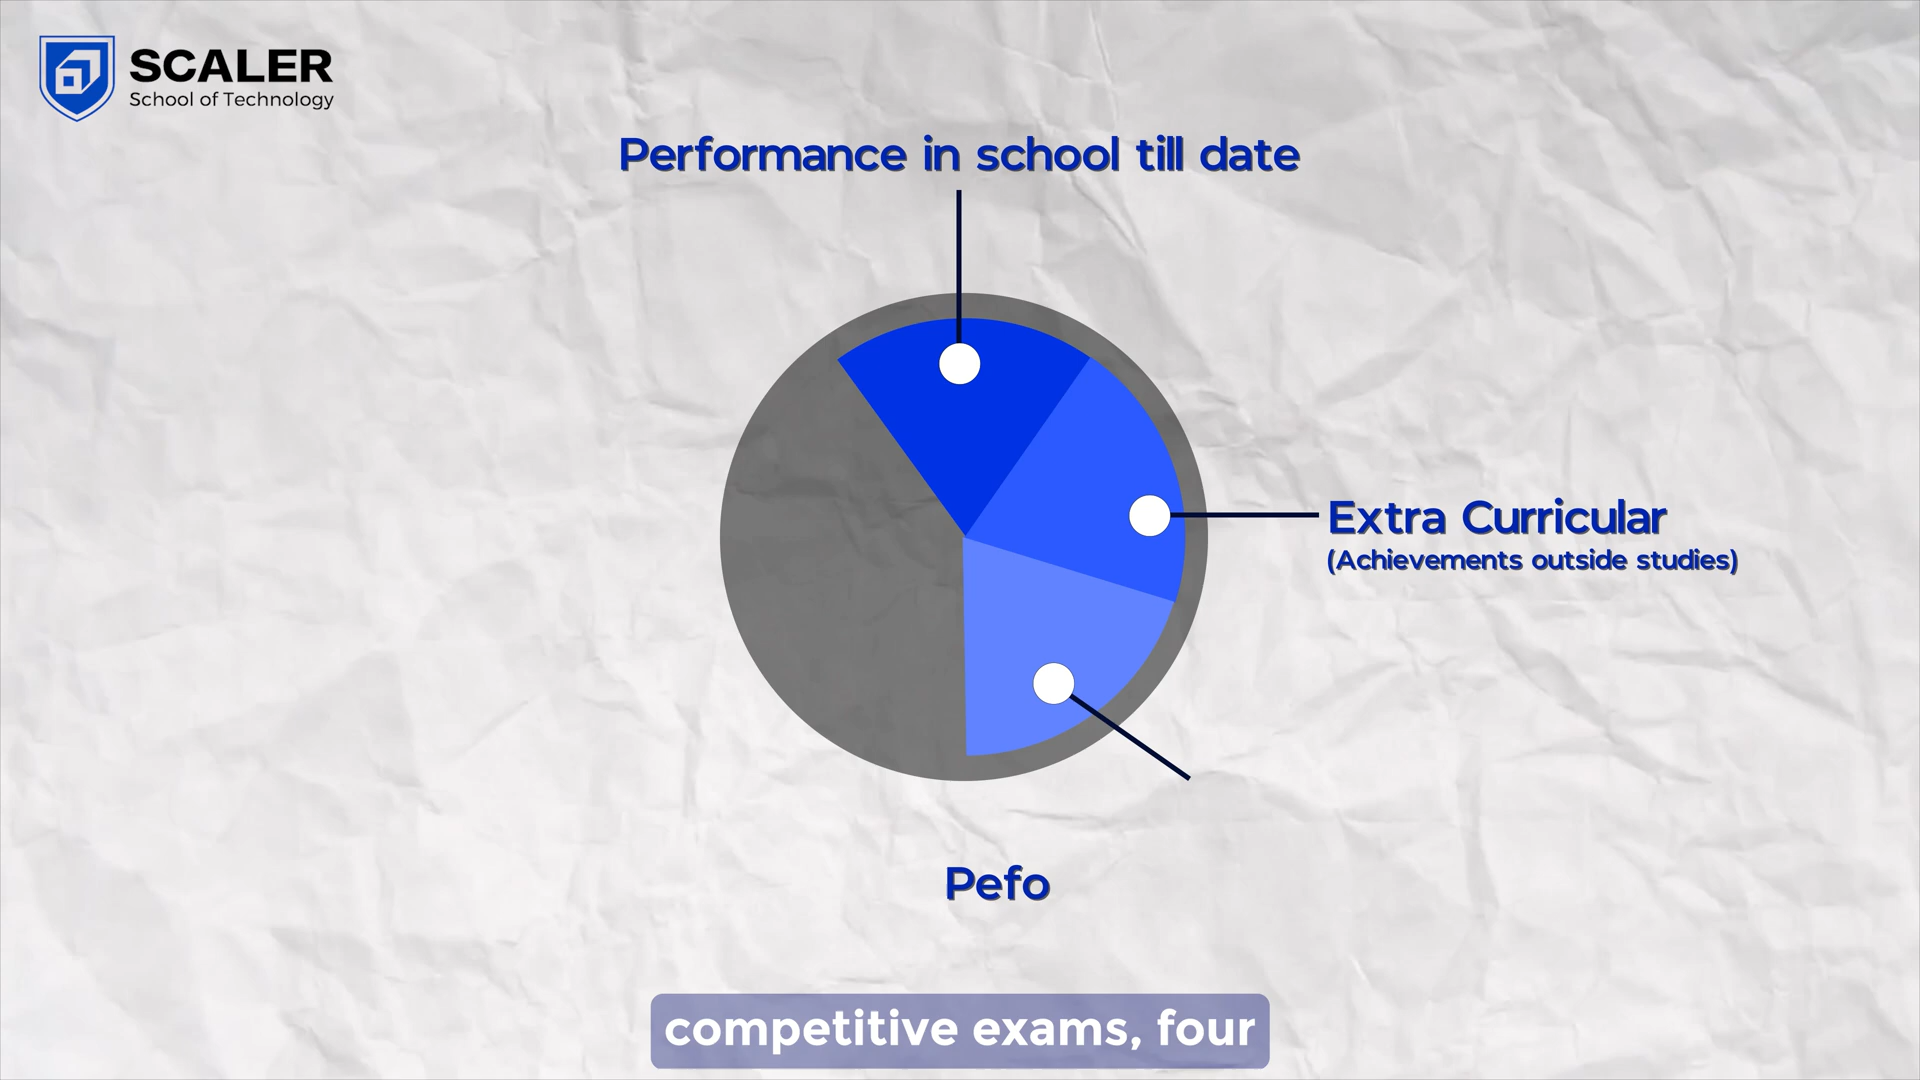 SCALER
School of Technology
Performance in school till date
Extra Curricular
(Achievements outside studies)
Pefo
competitive exams, four